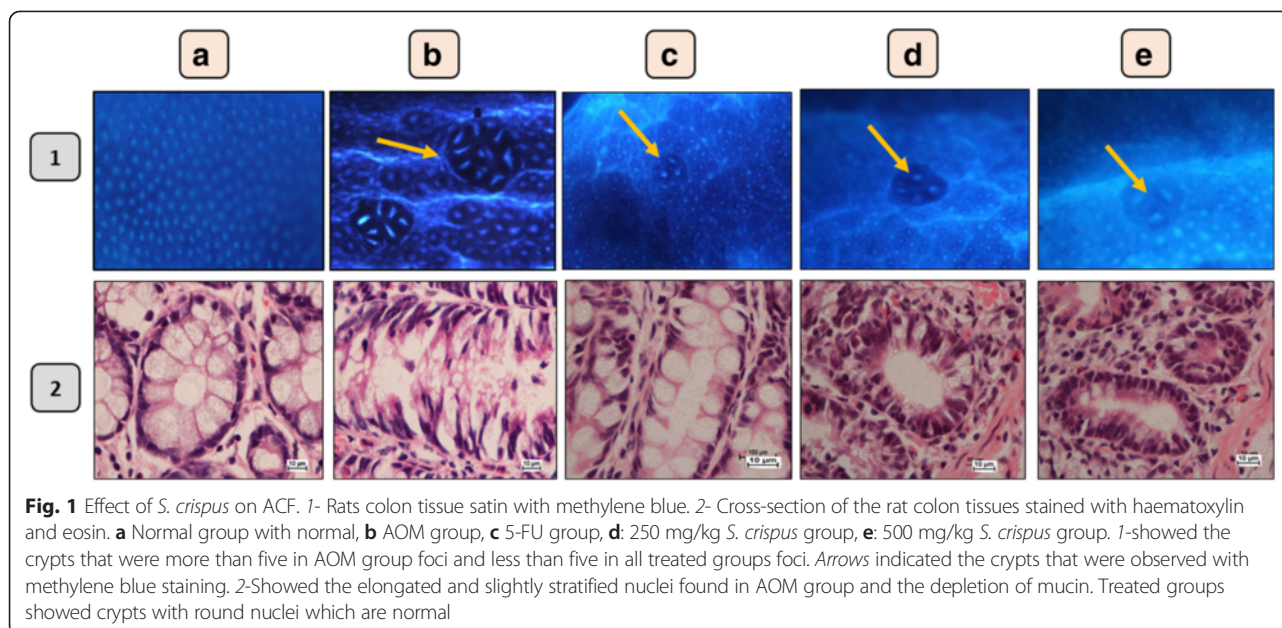 a b c d e
1
2
10 µm 10 µm 10 µm 10 µm
10 µm
Fig. 1 Effect of S. crispus on ACF. 1- Rats colon tissue satin with methylene blue. 2- Cross-section of the rat colon tissues stained with haematoxylin
and eosin. a Normal group with normal, b AOM group, c 5-FU group, d: 250 mg/kg S. crispus group, e: 500 mg/kg S. crispus group. 1-showed the
crypts that were more than five in AOM group foci and less than five in all treated groups foci. Arrows indicated the crypts that were observed with
methylene blue staining. 2-Showed the elongated and slightly stratified nuclei found in AOM group and the depletion of mucin. Treated groups
showed crypts with round nuclei which are normal